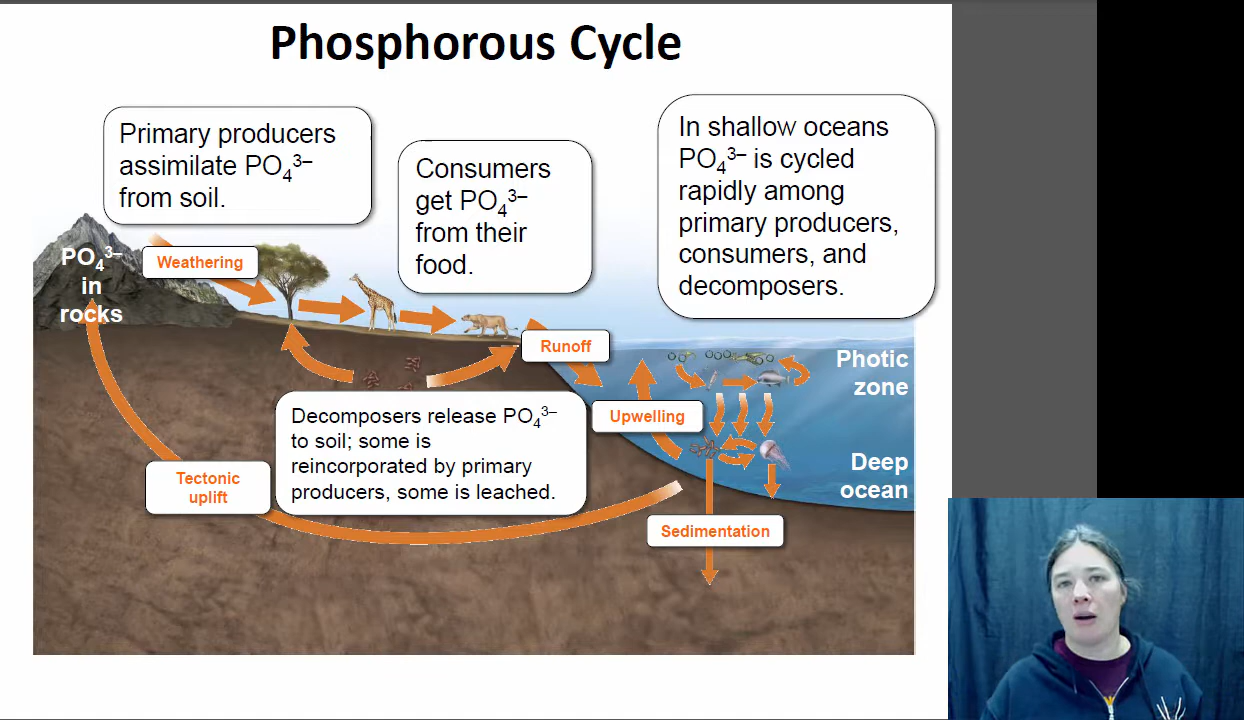 Phosphorous Cycle
Primary producers
assimilate PO₄³⁻
from soil.
Consumers
get PO₄³⁻
from their
food.
In shallow oceans
PO₄³⁻ is cycled
rapidly among
primary producers,
consumers, and
decomposers.
PO₄³⁻
in
rocks
Weathering
Runoff
Photic
zone
Upwelling
Decomposers release PO₄³⁻
to soil; some is
reincorporated by primary
producers, some is leached.
Deep
ocean
Tectonic
uplift
Sedimentation